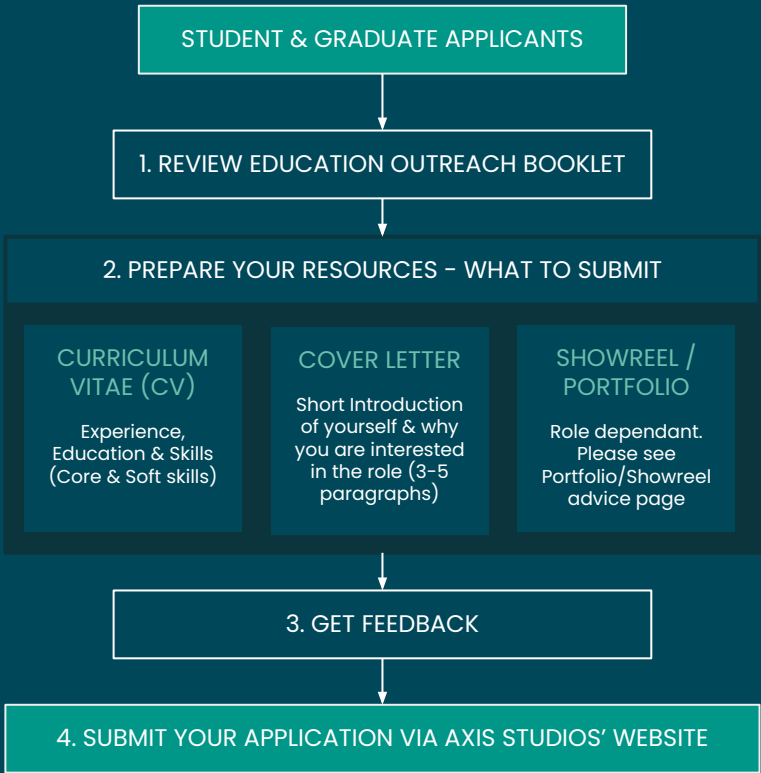 STUDENT & GRADUATE APPLICANTS
1. REVIEW EDUCATION OUTREACH BOOKLET
2. PREPARE YOUR RESOURCES - WHAT TO SUBMIT
CURRICULUM
VITAE (CV)
Experience,
Education & Skills
(Core & Soft skills)
COVER LETTER
Short Introduction
of yourself & why
you are interested
in the role (3-5
paragraphs)
SHOWREEL /
PORTFOLIO
Role dependant.
Please see
Portfolio/Showreel
advice page
3. GET FEEDBACK
4. SUBMIT YOUR APPLICATION VIA AXIS STUDIOS' WEBSITE